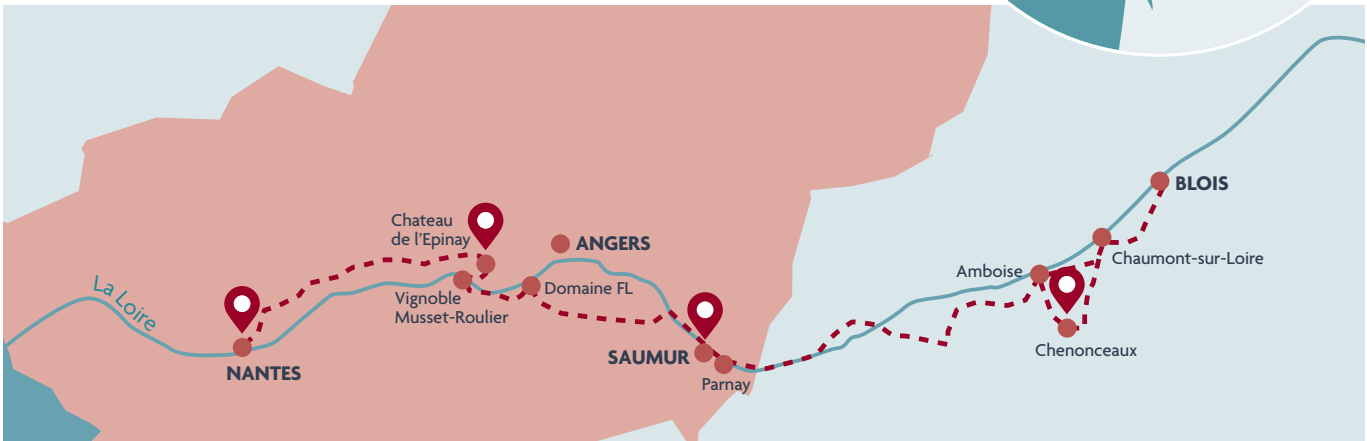 La Loire
NANTES
Chateau
de l'Epinay
Vignoble
Musset-Roulier
ANGERS
Domaine FL
SAUMUR
Parnay
Amboise
Chenonceaux
Chaumont-sur-Loire
BLOIS